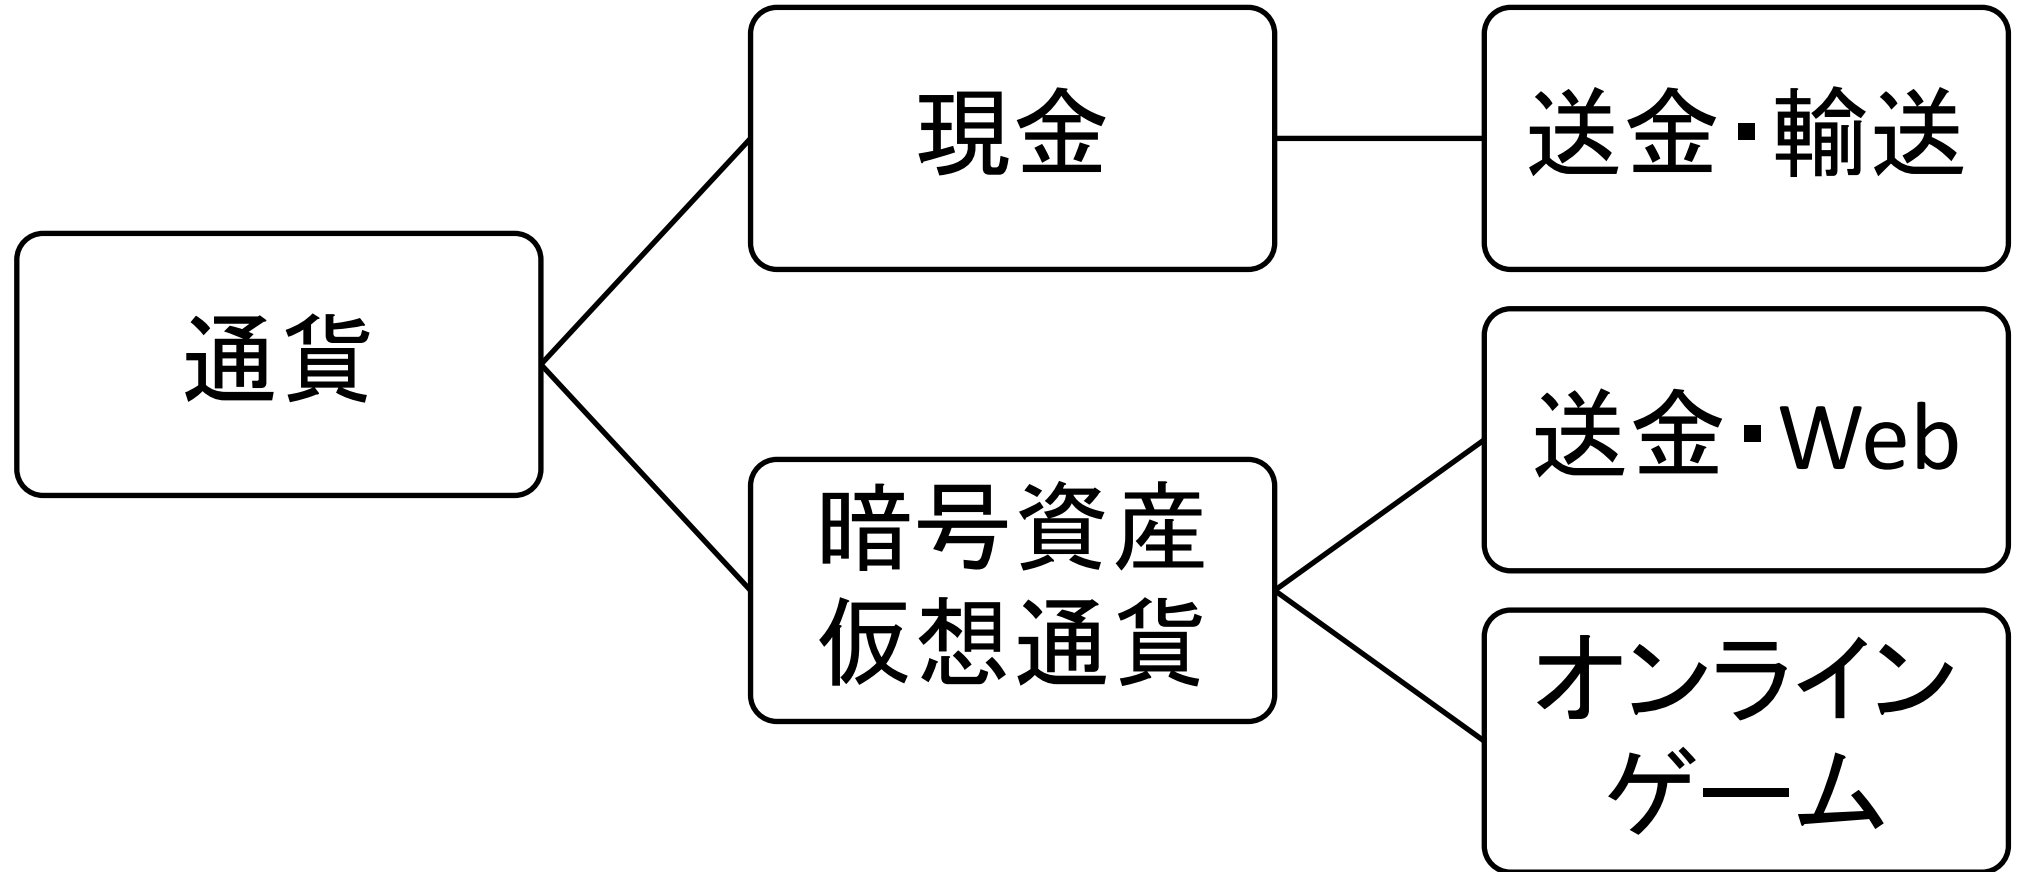 通貨
現金
送金・輸送
暗号資産
仮想通貨
送金・Web
オンライン
ゲーム